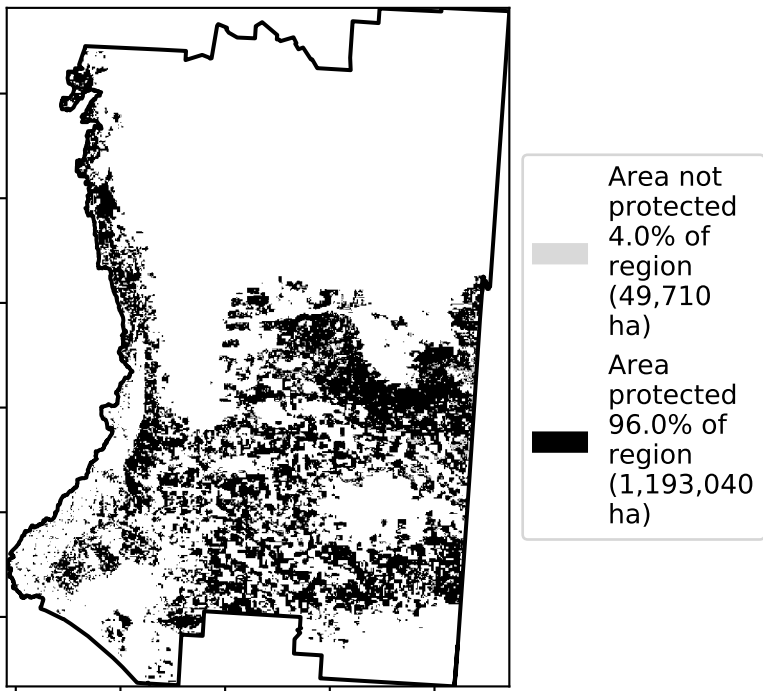 Area not
protected
4.0% of
region
(49,710
ha)
Area
protected
96.0% of
region
(1,193,040
ha)